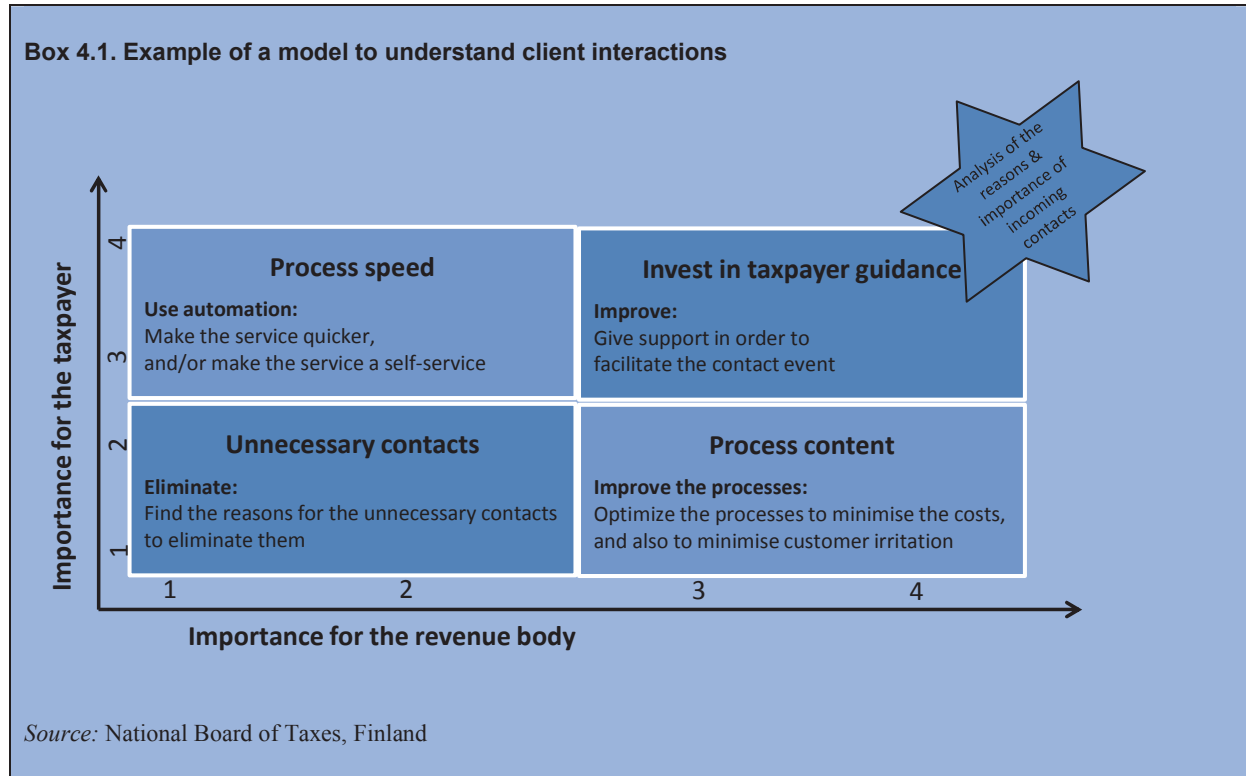 Box 4.1. Example of a model to understand client interactions
Analysis of the
reasons &
importance of
incoming
contacts
Importance for the taxpayer
4
3
2
1
Process speed
Use automation:
Make the service quicker,
and/or make the service a self-service
Invest in taxpayer guidance
Improve:
Give support in order to
facilitate the contact event
Unnecessary contacts
Eliminate:
Find the reasons for the unnecessary contacts
to eliminate them
Process content
Improve the processes:
Optimize the processes to minimise the costs,
and also to minimise customer irritation
1 2 3 4
Importance for the revenue body
Source: National Board of Taxes, Finland